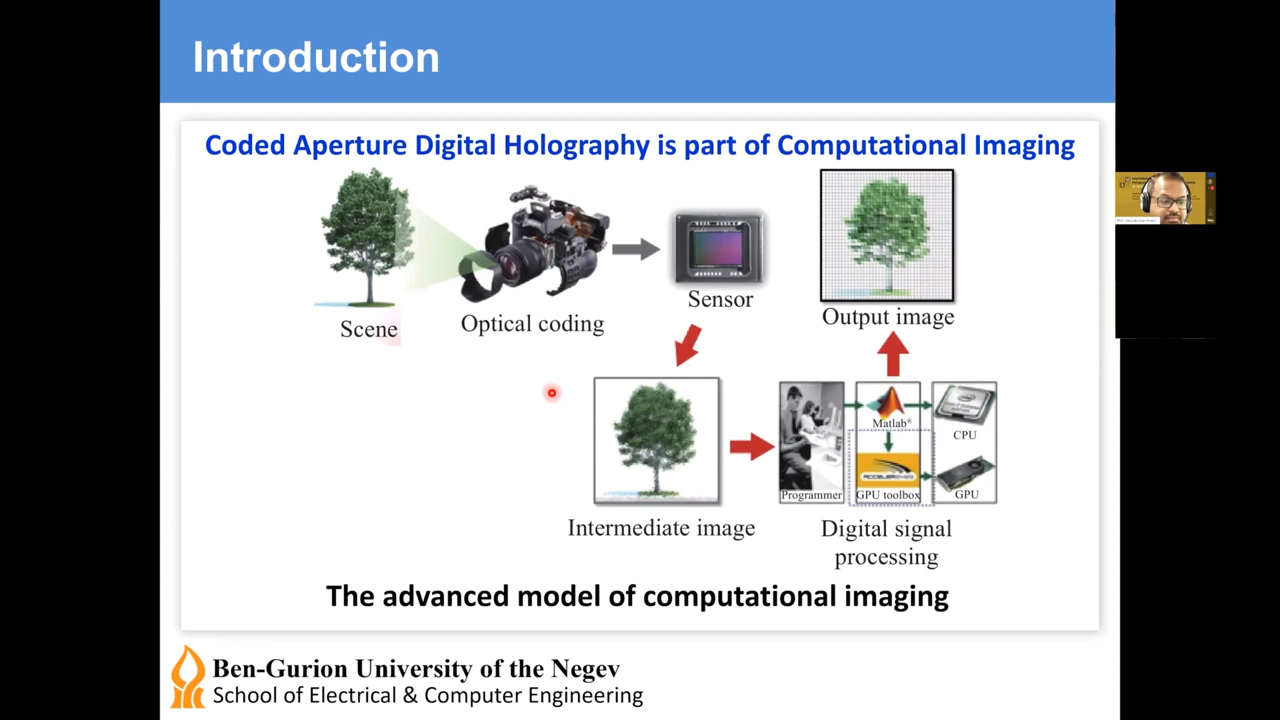 Introduction
Coded Aperture Digital Holography is part of Computational Imaging
Scene
Optical coding
Sensor
Output image
Intermediate image
Programmer
Matlab®
GPU toolbox
CPU
GPU
Digital signal
processing
The advanced model of computational imaging
Ben-Gurion University of the Negev
School of Electrical & Computer Engineering